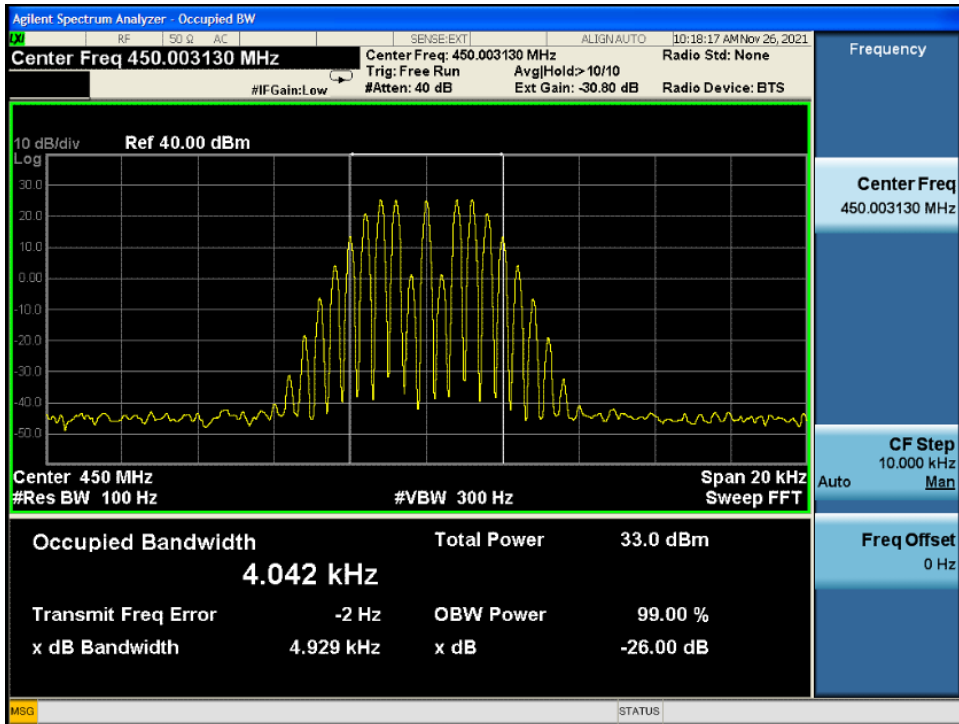 Agilent Spectrum Analyzer - Occupied BW
LXI RF 50 Ω AC SENSE:EXT ALIGN AUTO 10:18:17 AM Nov 26, 2021
Center Freq 450.003130 MHz
Center Freq: 450.003130 MHz Radio Std: None
Trig: Free Run Avg|Hold:> 10/10
#IFGain:Low #Atten: 40 dB Ext Gain: -30.80 dB Radio Device: BTS
10 dB/div Ref 40.00 dBm
Log
30.0
20.0
10.0
0.00
-10.0
-20.0
-30.0
-40.0
-50.0
Center 450 MHz Span 20 kHz
#Res BW 100 Hz #VBW 300 Hz Sweep FFT
Occupied Bandwidth Total Power 33.0 dBm
4.042 kHz
Transmit Freq Error -2 Hz OBW Power 99.00 %
x dB Bandwidth 4.929 kHz x dB -26.00 dB
Frequency
Center Freq
450.003130 MHz
CF Step
10.000 kHz
Auto Man
Freq Offset
0 Hz
MSG STATUS